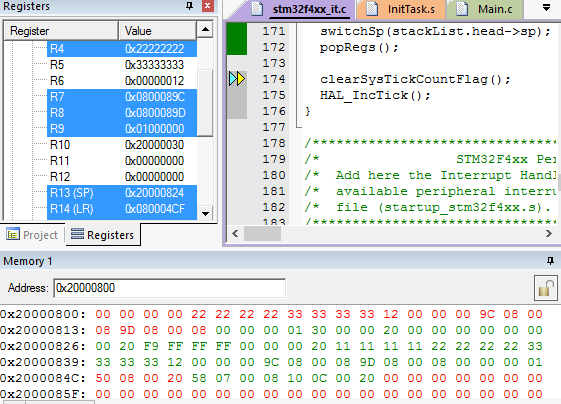 Registers
Register Value
R4 0x22222222
R5 0x33333333
R6 0x00000012
R7 0x0800089C
R8 0x0800089D
R9 0x01000000
R10 0x20000030
R11 0x00000000
R12 0x00000000
R13 (SP) 0x20000824
R14 (LR) 0x080004CF
Project Registers
stm32f4xx_it.c InitTask.s Main.c
171 switchSp(stackList.head->sp);
172 popRegs();
173
174 clearSysTickCountFlag();
175 HAL_IncTick();
176 }
177
178 /**********************************
179 /* STM32F4xx Per
180 /* Add here the Interrupt Handl
181 /* available peripheral interru
182 /* file (startup_stm32f4xx.s).
183 /**********************************
Memory 1
Address: 0x20000800
0x20000800: 00 00 00 00 22 22 22 22 33 33 33 33 12 00 00 00 9C 08 00
0x20000813: 08 9D 08 00 08 00 00 00 01 30 00 00 20 00 00 00 00 00 00
0x20000826: 00 20 F9 FF FF FF 00 00 00 00 20 11 11 11 11 22 22 22 22 33
0x20000839: 33 33 33 12 00 00 00 9C 08 00 08 9D 08 00 08 00 00 00 01
0x2000084C: 50 08 00 20 58 07 00 08 10 0C 00 20 00 00 00 00 00 00 00
0x2000085F: 00 00 00 00 00 00 00 00 00 00 00 00 00 00 00 00 00 00 00